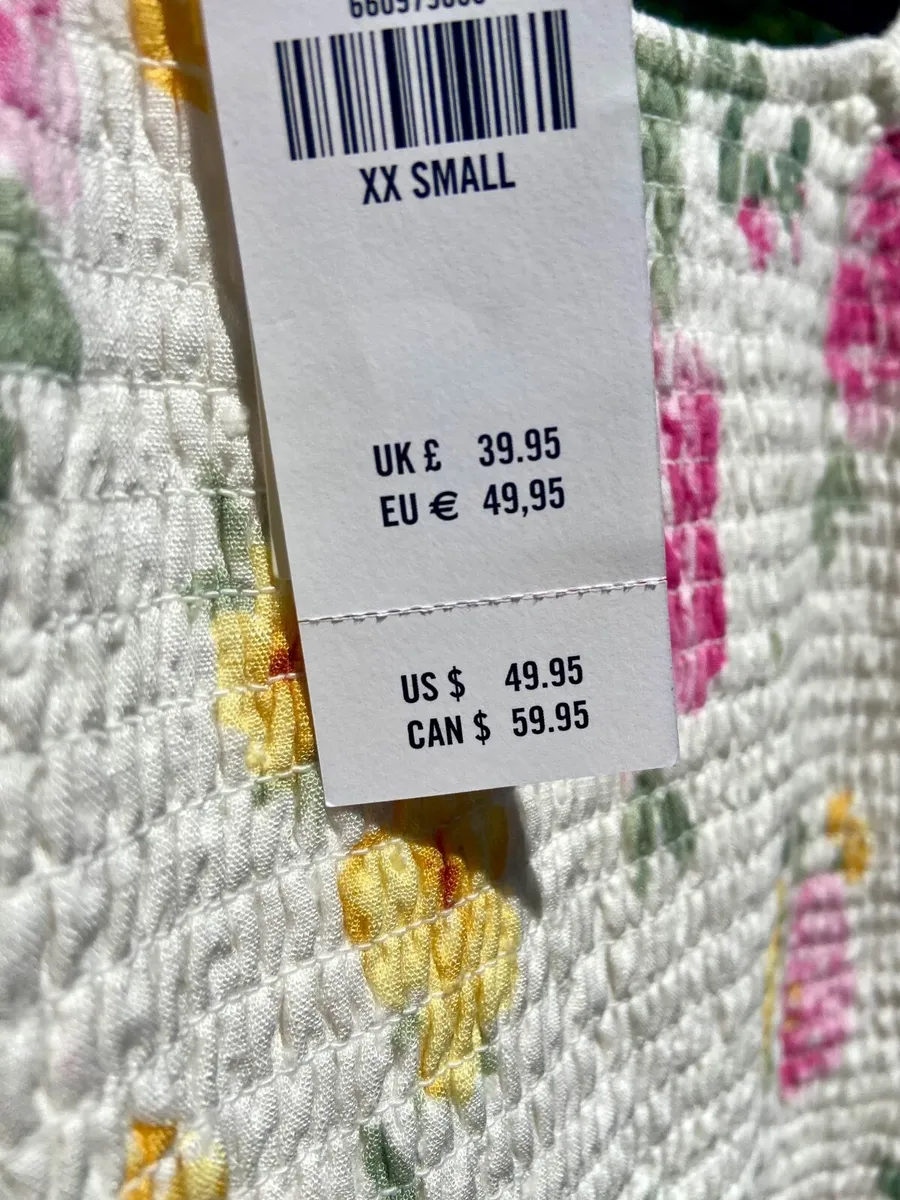 XX SMALL
UK £ 39.95
EU € 49,95
US $ 49.95
CAN $ 59.95